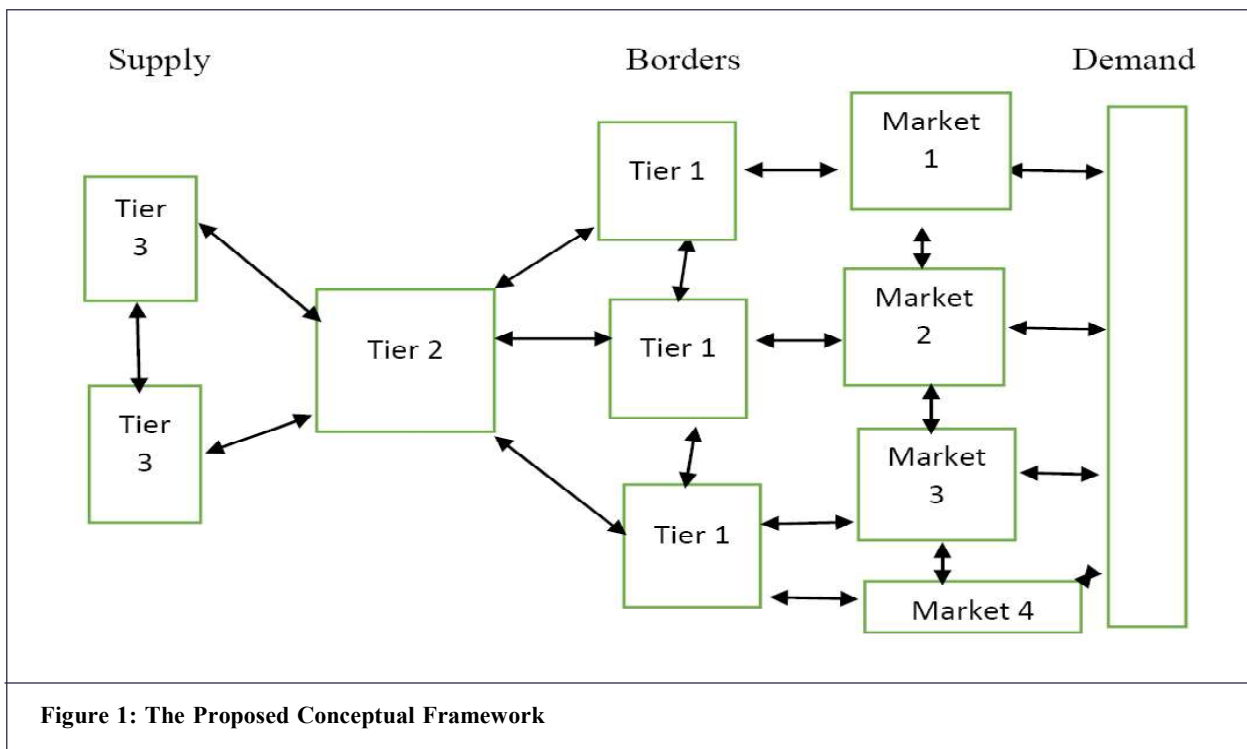 Supply
Borders
Demand
Tier
3
Tier
3
Tier 2
Tier 1
Tier 1
Tier 1
Market
1
Market
2
Market
3
Market 4
Figure 1: The Proposed Conceptual Framework